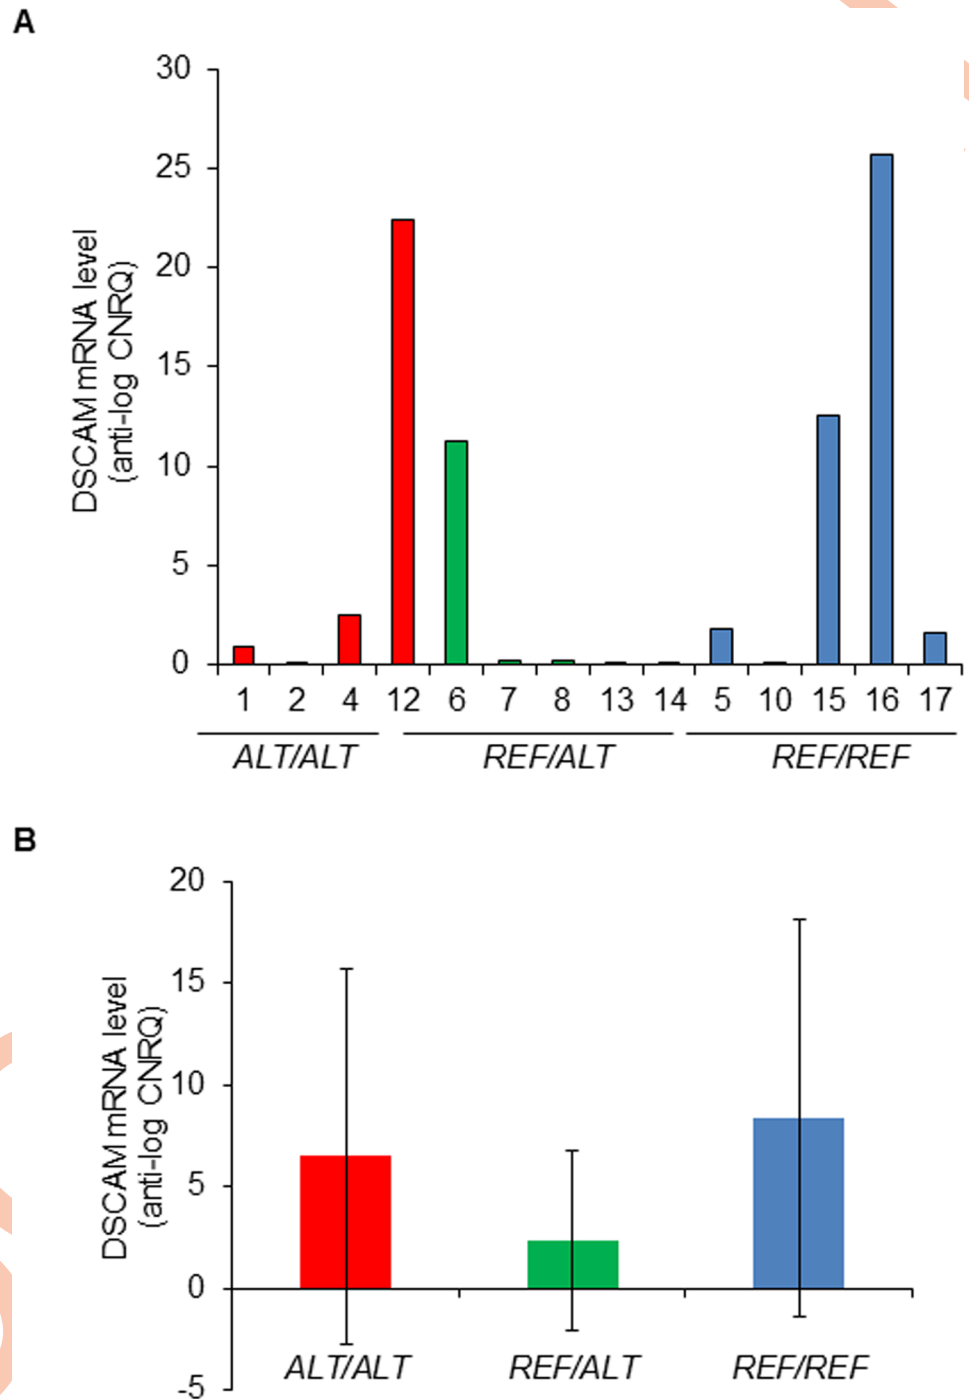 A
30
25
20
15
10
5
0
DSCAM mRNA level
(anti-log CNRQ)
1 2 4 12 6 7 8 13 14 5 10 15 16 17
ALT/ALT REF/ALT REF/REF
B
20
15
10
5
0
-5
DSCAM mRNA level
(anti-log CNRQ)
ALT/ALT REF/ALT REF/REF